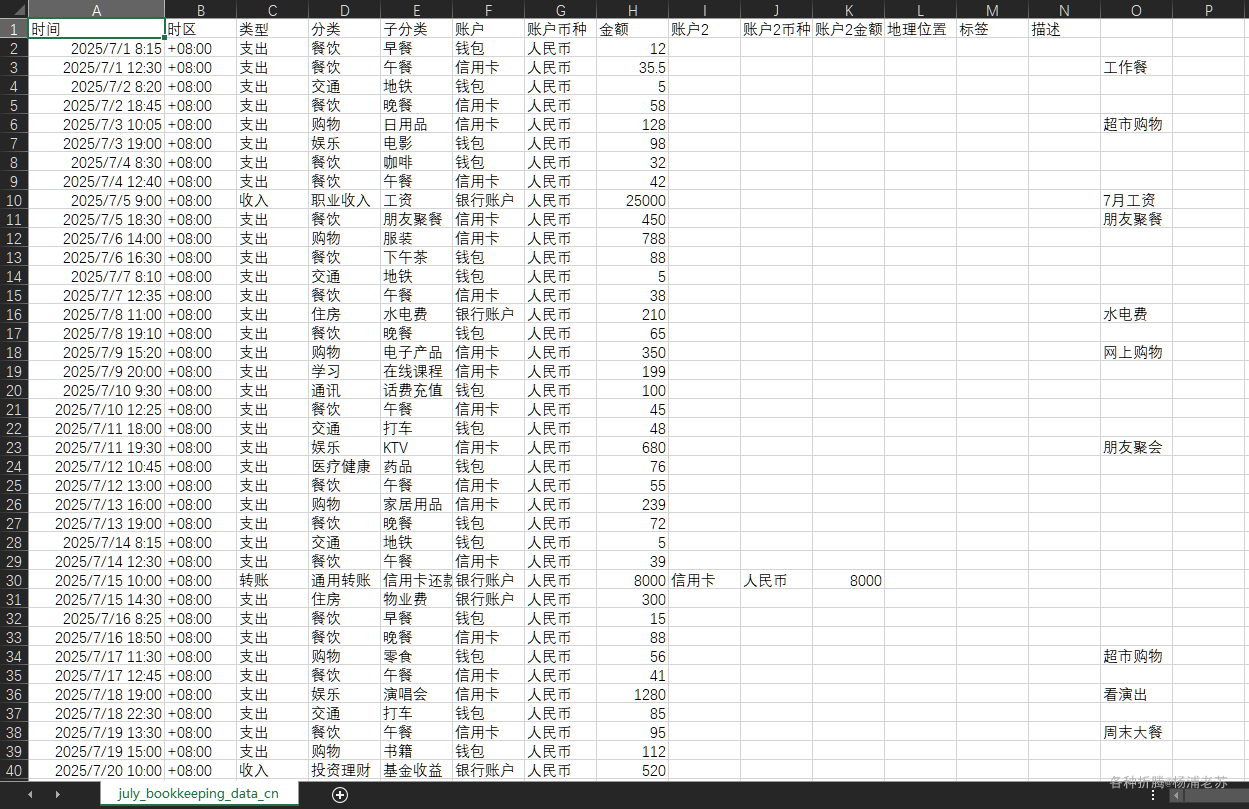 A B C D E F G H I J K L M N O P
1 时间 时区 类型 分类 子分类 账户 账户币种 金额 账户2 账户2币种 账户2金额 地理位置 标签 描述
2 2025/7/1 8:15 +08:00 支出 餐饮 早餐 钱包 人民币 12
3 2025/7/1 12:30 +08:00 支出 餐饮 午餐 信用卡 人民币 35.5 工作餐
4 2025/7/2 8:20 +08:00 支出 交通 地铁 钱包 人民币 5
5 2025/7/2 18:45 +08:00 支出 餐饮 晚餐 信用卡 人民币 58
6 2025/7/3 10:05 +08:00 支出 购物 日用品 信用卡 人民币 128 超市购物
7 2025/7/3 19:00 +08:00 支出 娱乐 电影 钱包 人民币 98
8 2025/7/4 8:30 +08:00 支出 餐饮 咖啡 钱包 人民币 32
9 2025/7/4 12:40 +08:00 支出 餐饮 午餐 信用卡 人民币 42
10 2025/7/5 9:00 +08:00 收入 职业收入 工资 银行账户 人民币 25000 7月工资
11 2025/7/5 18:30 +08:00 支出 餐饮 朋友聚餐 信用卡 人民币 450 朋友聚餐
12 2025/7/6 14:00 +08:00 支出 购物 服装 信用卡 人民币 788
13 2025/7/6 16:30 +08:00 支出 餐饮 下午茶 钱包 人民币 88
14 2025/7/7 8:10 +08:00 支出 交通 地铁 钱包 人民币 5
15 2025/7/7 12:35 +08:00 支出 餐饮 午餐 信用卡 人民币 38
16 2025/7/8 11:00 +08:00 支出 住房 水电费 银行账户 人民币 210 水电费
17 2025/7/8 19:10 +08:00 支出 餐饮 晚餐 钱包 人民币 65
18 2025/7/9 15:20 +08:00 支出 购物 电子产品 信用卡 人民币 350 网上购物
19 2025/7/9 20:00 +08:00 支出 学习 在线课程 信用卡 人民币 199
20 2025/7/10 9:30 +08:00 支出 通讯 话费充值 钱包 人民币 100
21 2025/7/10 12:25 +08:00 支出 餐饮 午餐 信用卡 人民币 45
22 2025/7/11 18:00 +08:00 支出 交通 打车 钱包 人民币 48
23 2025/7/11 19:30 +08:00 支出 娱乐 KTV 信用卡 人民币 680 朋友聚会
24 2025/7/12 10:45 +08:00 支出 医疗健康 药品 钱包 人民币 76
25 2025/7/12 13:00 +08:00 支出 餐饮 午餐 信用卡 人民币 55
26 2025/7/13 16:00 +08:00 支出 购物 家居用品 信用卡 人民币 239
27 2025/7/13 19:00 +08:00 支出 餐饮 晚餐 钱包 人民币 72
28 2025/7/14 8:15 +08:00 支出 交通 地铁 钱包 人民币 5
29 2025/7/14 12:30 +08:00 支出 餐饮 午餐 信用卡 人民币 39
30 2025/7/15 10:00 +08:00 转账 通用转账 信用卡还款 银行账户 人民币 8000 信用卡 人民币 8000
31 2025/7/15 14:30 +08:00 支出 住房 物业费 银行账户 人民币 300
32 2025/7/16 8:25 +08:00 支出 餐饮 早餐 钱包 人民币 15
33 2025/7/16 18:50 +08:00 支出 餐饮 晚餐 信用卡 人民币 88
34 2025/7/17 11:30 +08:00 支出 购物 零食 钱包 人民币 56 超市购物
35 2025/7/17 12:45 +08:00 支出 餐饮 午餐 信用卡 人民币 41
36 2025/7/18 19:00 +08:00 支出 娱乐 演唱会 信用卡 人民币 1280 看演出
37 2025/7/18 22:30 +08:00 支出 交通 打车 钱包 人民币 85
38 2025/7/19 13:30 +08:00 支出 餐饮 午餐 信用卡 人民币 95 周末大餐
39 2025/7/19 15:00 +08:00 支出 购物 书籍 钱包 人民币 112
40 2025/7/20 10:00 +08:00 收入 投资理财 基金收益 银行账户 人民币 520
各种折腾@杨浦老苏
july_bookkeeping_data_cn